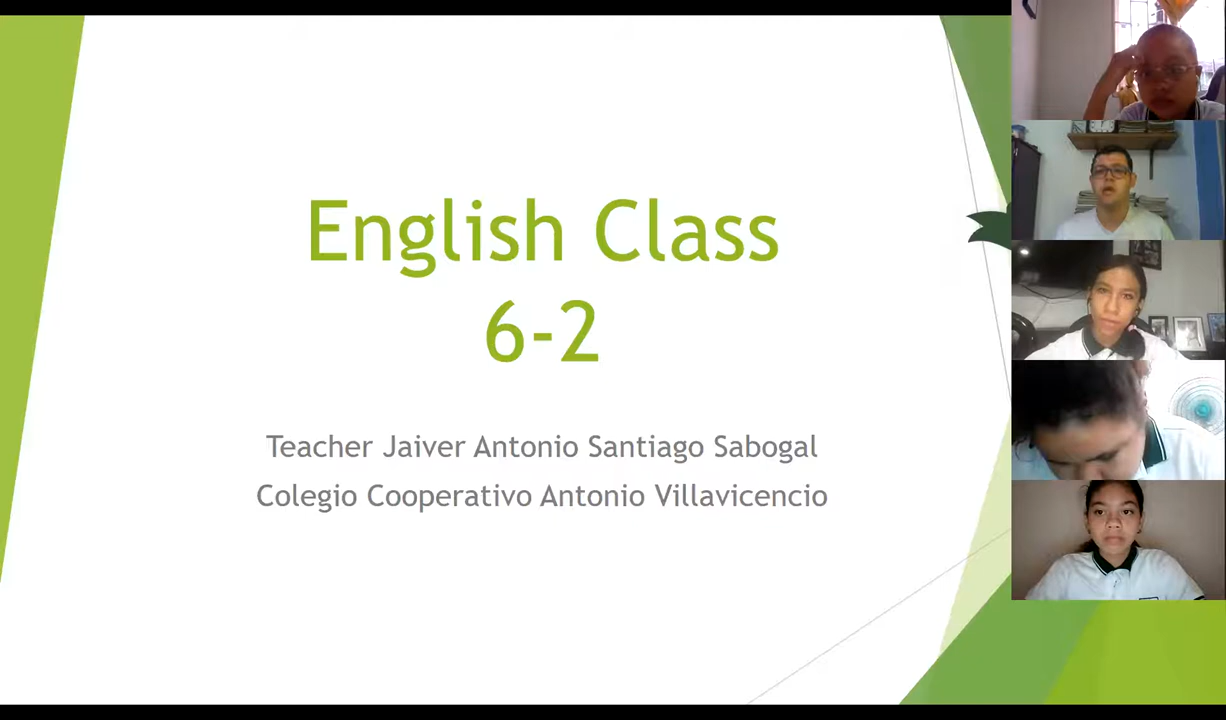 English Class
6-2
Teacher Jaiver Antonio Santiago Sabogal
Colegio Cooperativo Antonio Villavicencio